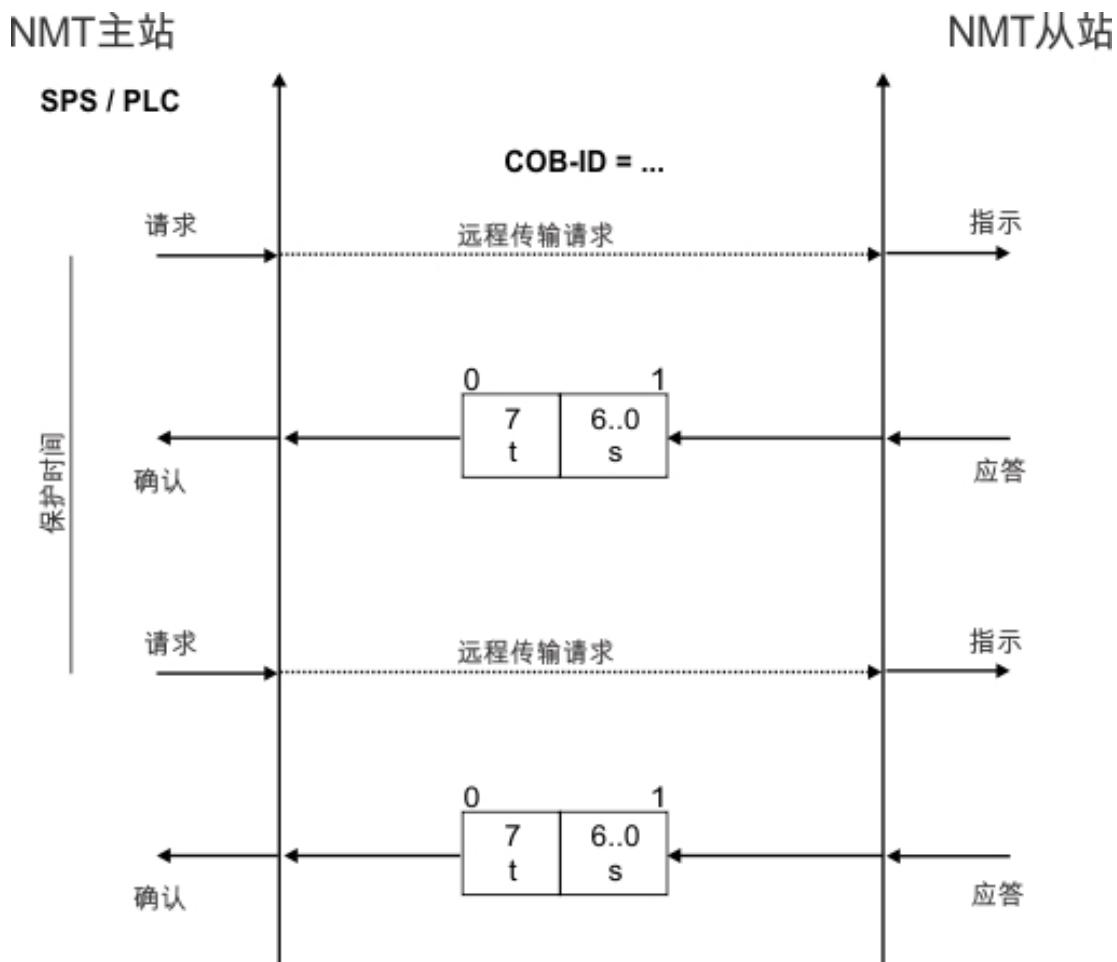 NMT主站
NMT从站
SPS / PLC
COB-ID = ...
请求
远程传输请求
指示
0 1
7 6..0
t s
确认
应答
保护时间
请求
远程传输请求
指示
0 1
7 6..0
t s
确认
应答